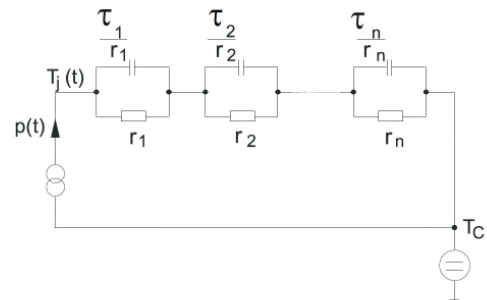 τ1 τ2 τn
r1 r2 rn
Tj (t)
p(t)
r1 r2 rn
TC